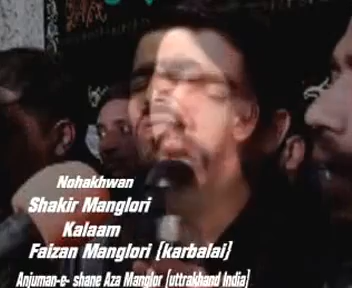 Nohakhwan
Shakir Manglori
Kalaam
Faizan Manglori (karbalai)
Anjuman-e- shane Aza Manglor (uttrakhand India)